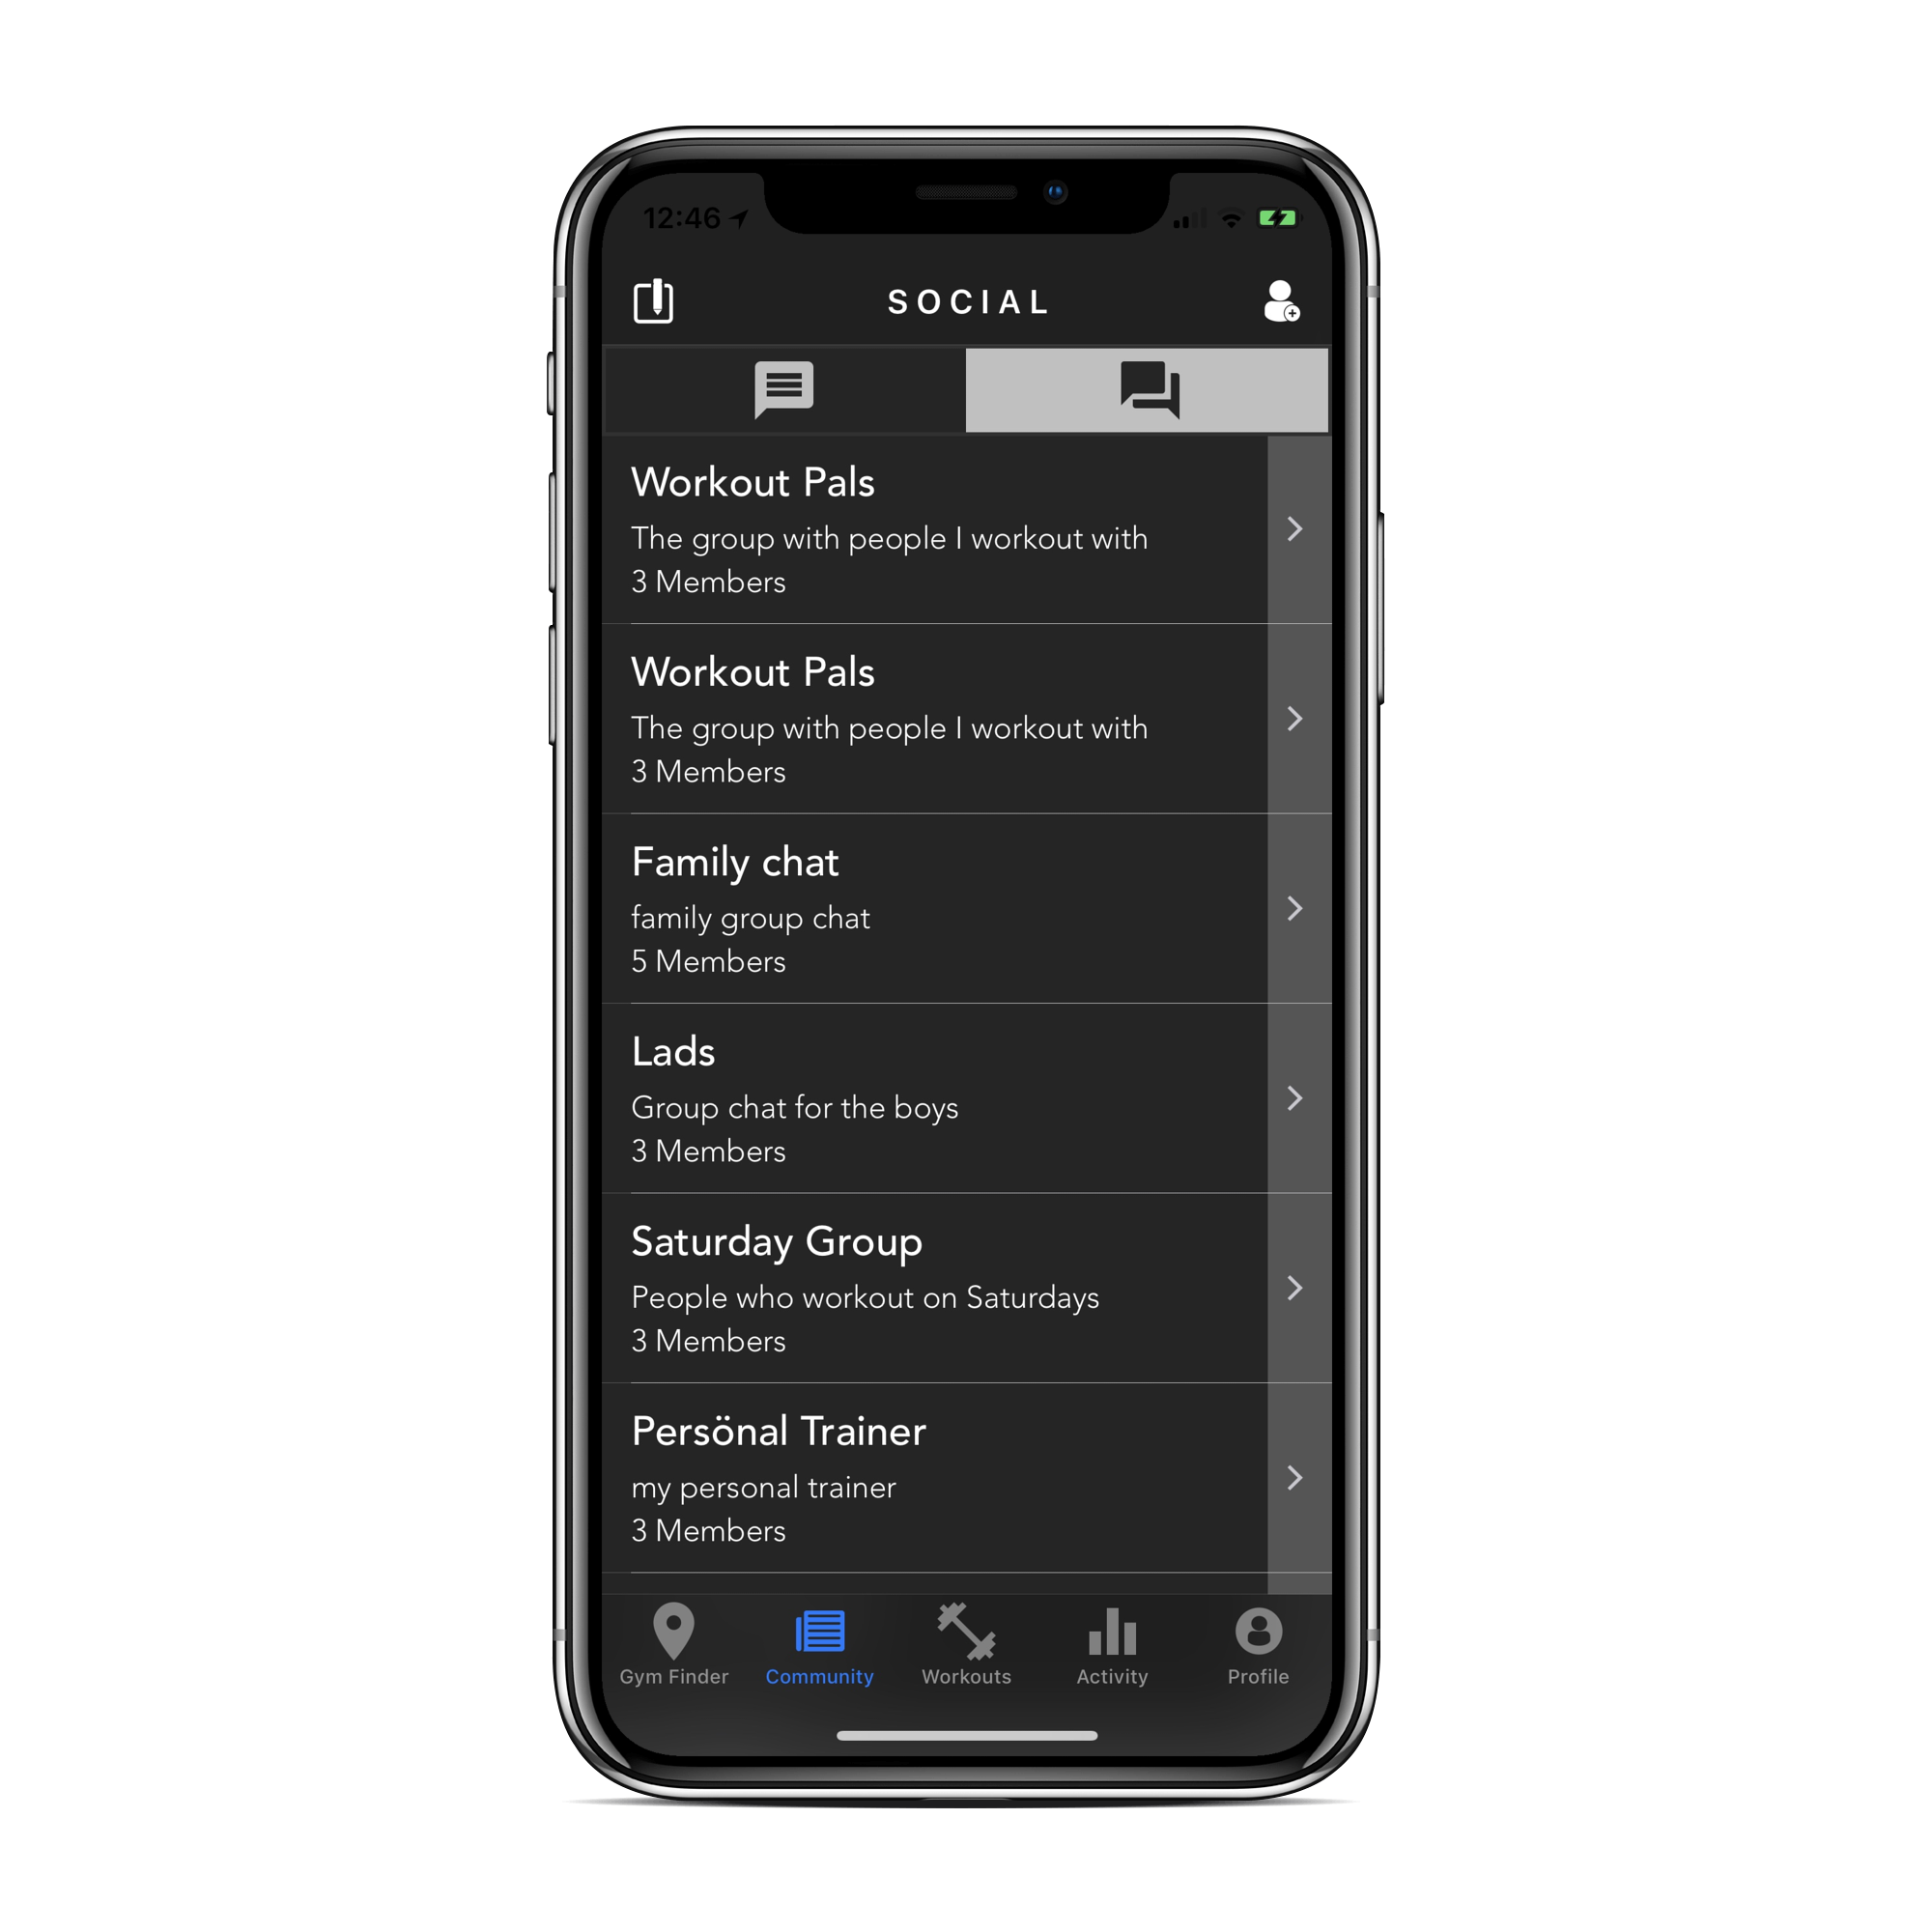 12:46
SOCIAL
Workout Pals
The group with people I workout with
3 Members
Workout Pals
The group with people I workout with
3 Members
Family chat
family group chat
5 Members
Lads
Group chat for the boys
3 Members
Saturday Group
People who workout on Saturdays
3 Members
Persönal Trainer
my personal trainer
3 Members
Gym Finder Community Workouts Activity Profile